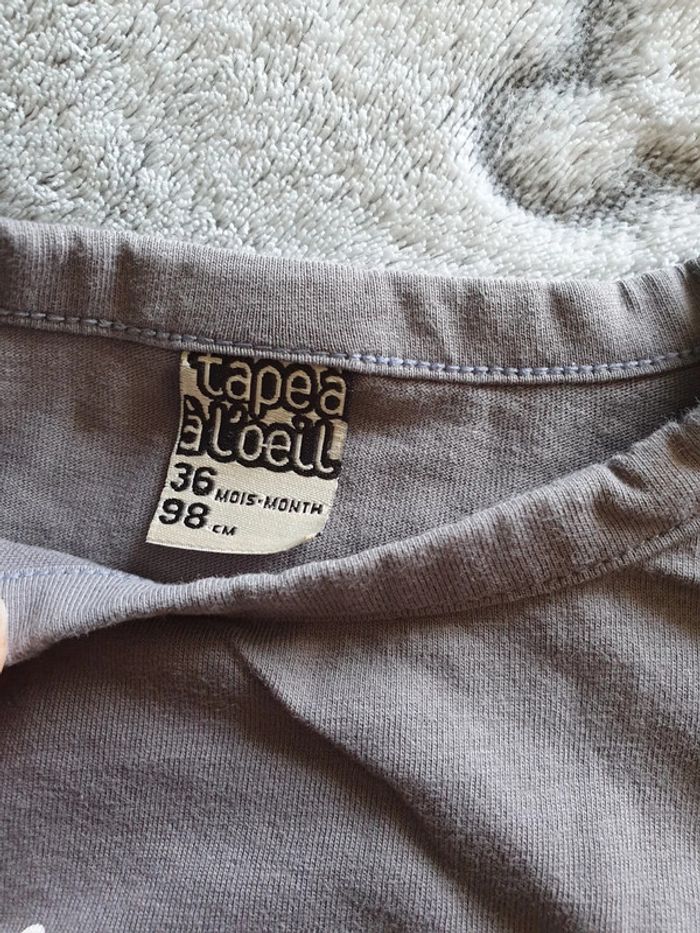 tape a
à l'oeil
36 MOIS-MONTH
98 CM